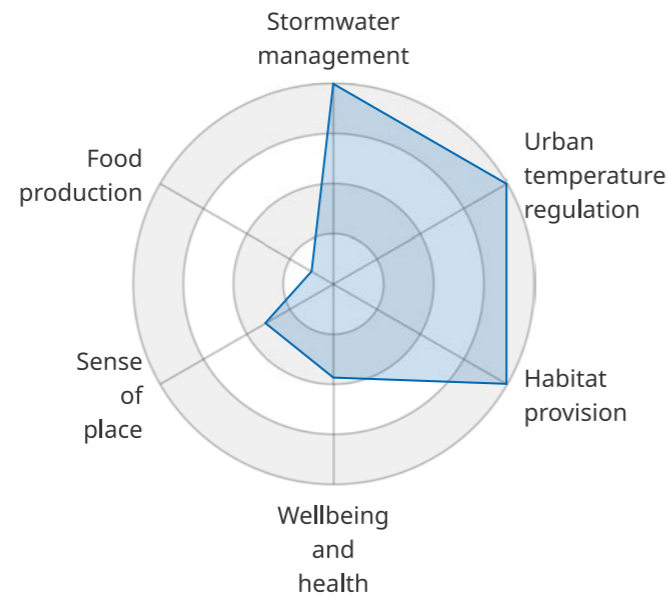 Stormwater
management
Urban
temperature
regulation
Habitat
provision
Wellbeing
and
health
Sense
of
place
Food
production